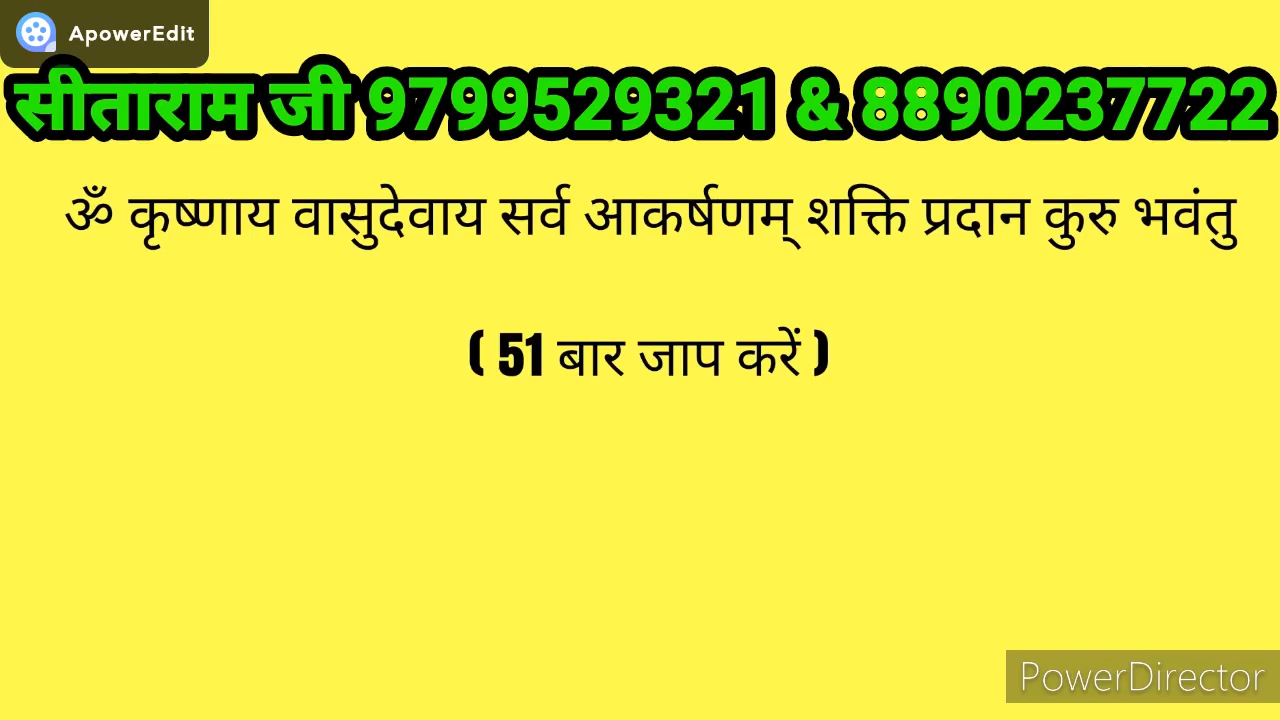 ApowerEdit
सीताराम जी 9799529321 & 8890237722
ॐ कृष्णाय वासुदेवाय सर्व आकर्षणम् शक्ति प्रदान कुरु भवंतु
( 51 बार जाप करें )
PowerDirector